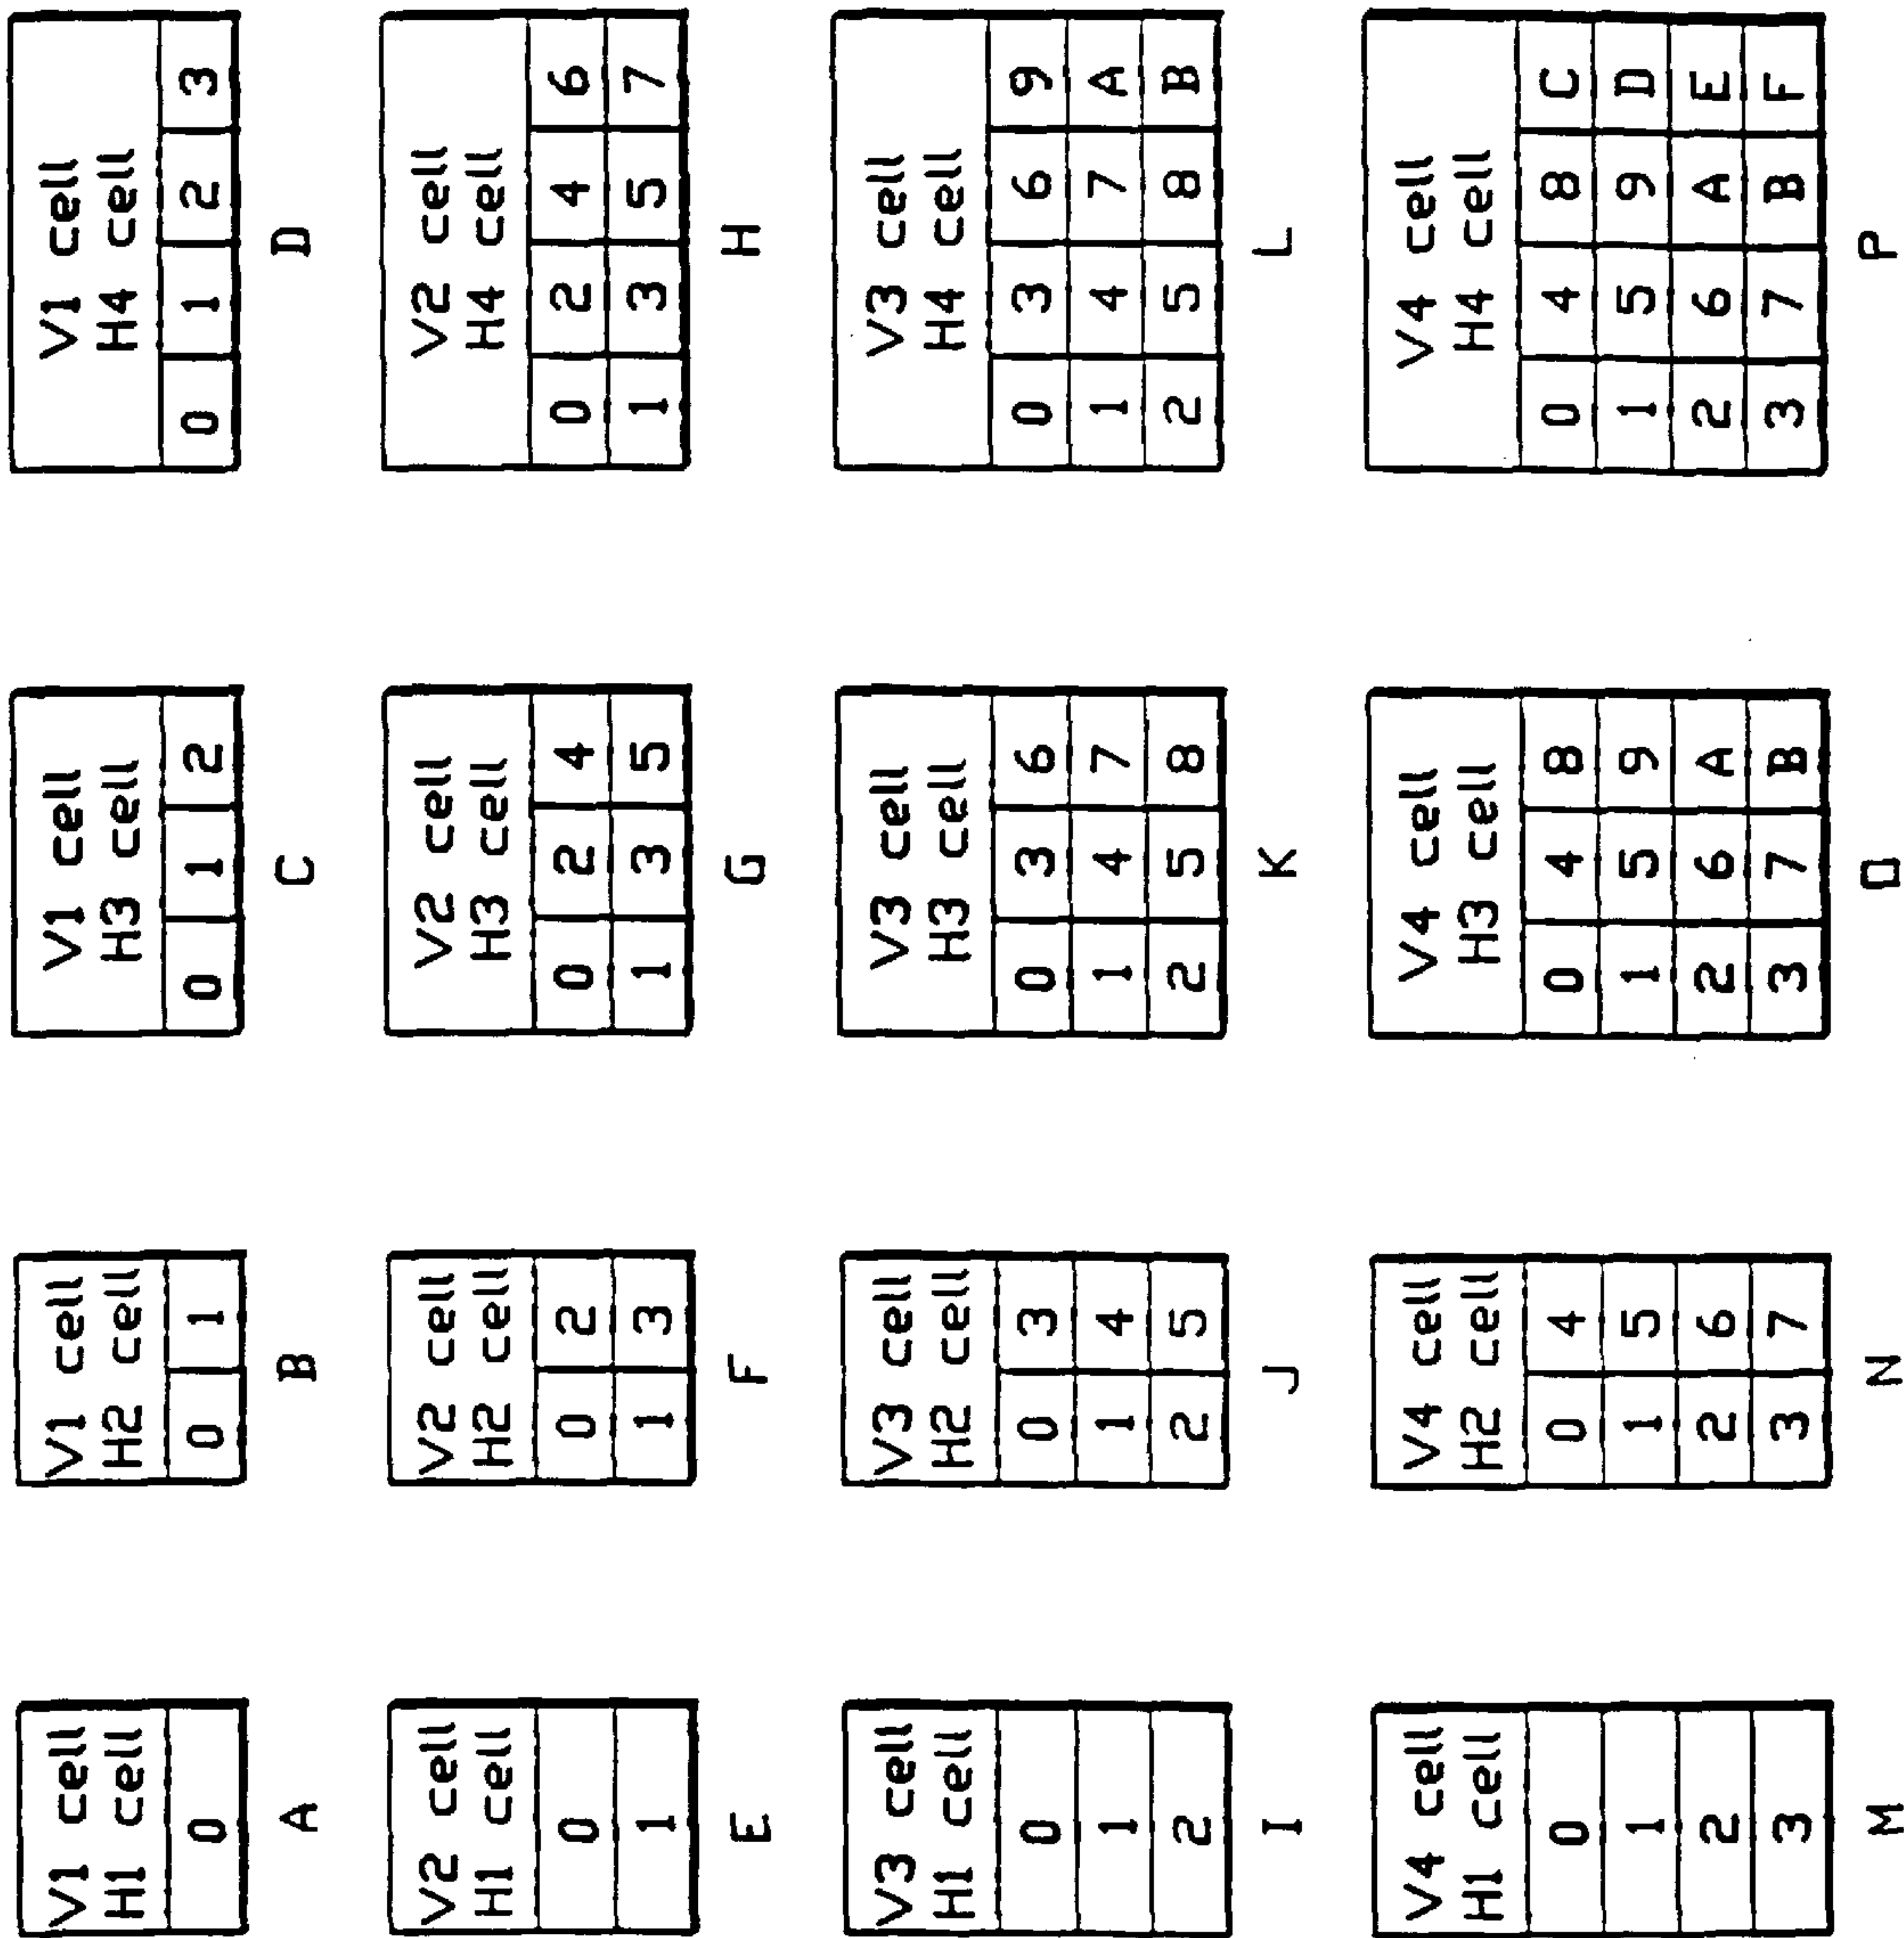 V1 cell
H1 cell
0
A
V1 cell
H2 cell
0 1
B
V1 cell
H3 cell
0 1 2
C
V1 cell
H4 cell
0 1 2 3
D
V2 cell
H1 cell
0
1
E
V2 cell
H2 cell
0 2
1 3
F
V2 cell
H3 cell
0 2 4
1 3 5
G
V2 cell
H4 cell
0 2 4 6
1 3 5 7
H
V3 cell
H1 cell
0
1
2
I
V3 cell
H2 cell
0 3
1 4
2 5
J
V3 cell
H3 cell
0 3 6
1 4 7
2 5 8
K
V3 cell
H4 cell
0 3 6 9
1 4 7 A
2 5 8 B
L
V4 cell
H1 cell
0
1
2
3
M
V4 cell
H2 cell
0 4
1 5
2 6
3 7
N
V4 cell
H3 cell
0 4 8
1 5 9
2 6 A
3 7 B
O
V4 cell
H4 cell
0 4 8 C
1 5 9 D
2 6 A E
3 7 B F
P